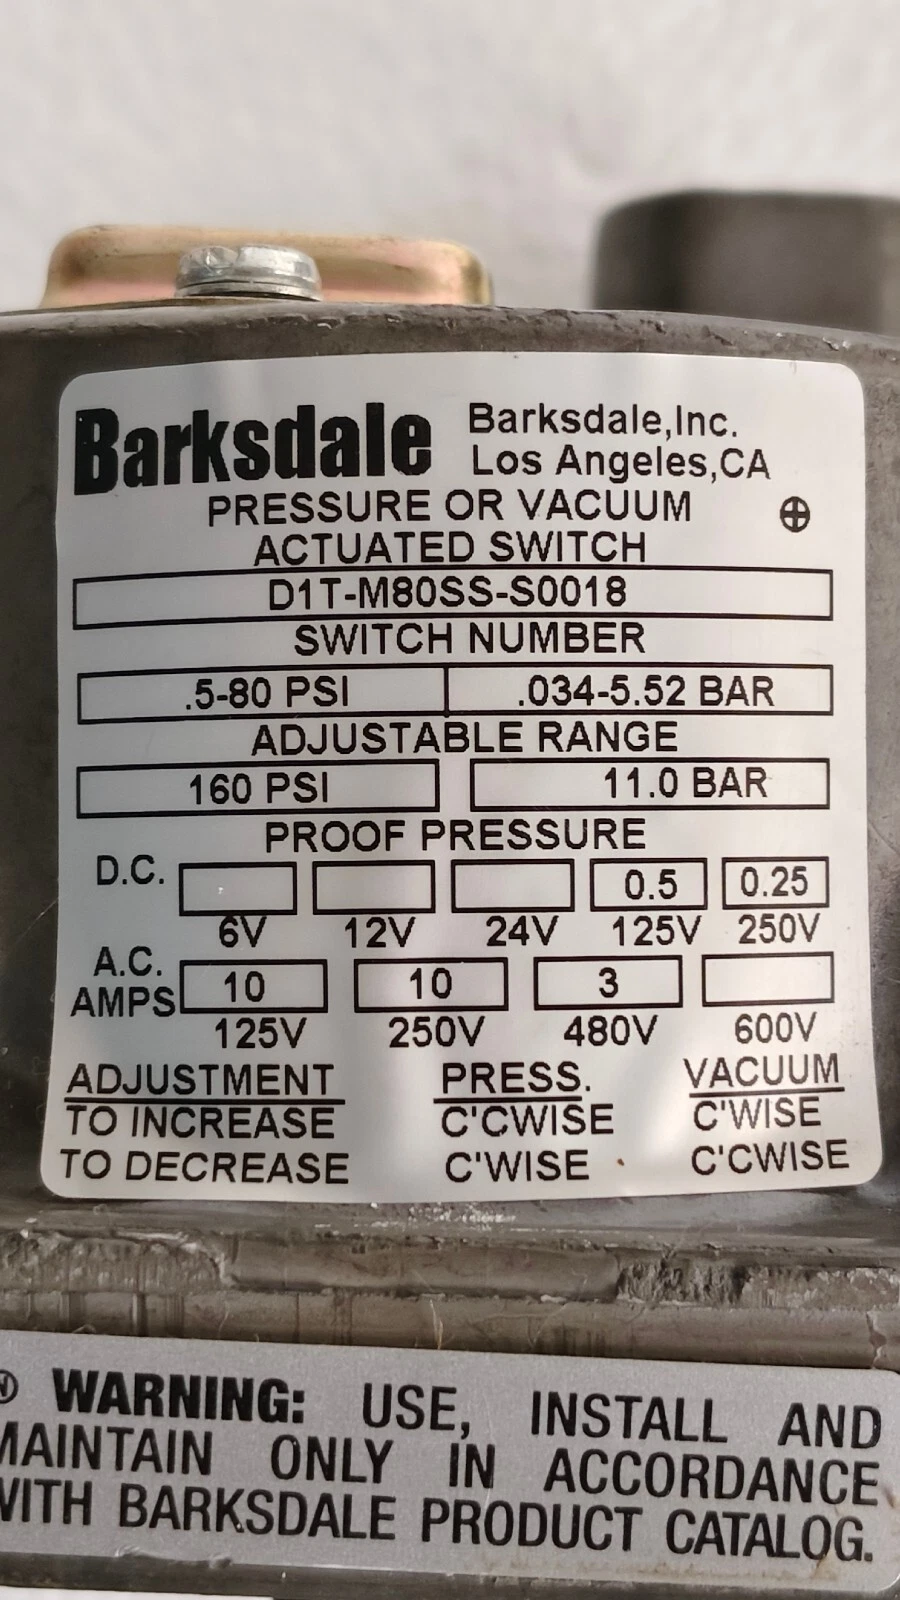 Barksdale Barksdale,Inc.
Los Angeles,CA
PRESSURE OR VACUUM
ACTUATED SWITCH
D1T-M80SS-S0018
SWITCH NUMBER
.5-80 PSI .034-5.52 BAR
ADJUSTABLE RANGE
160 PSI 11.0 BAR
PROOF PRESSURE
D.C. 0.5 0.25
6V 12V 24V 125V 250V
A.C.
AMPS 10 10 3
125V 250V 480V 600V
ADJUSTMENT PRESS. VACUUM
TO INCREASE C'CWISE C'WISE
TO DECREASE C'WISE C'CWISE
WARNING: USE, INSTALL AND
MAINTAIN ONLY IN ACCORDANCE
WITH BARKSDALE PRODUCT CATALOG.